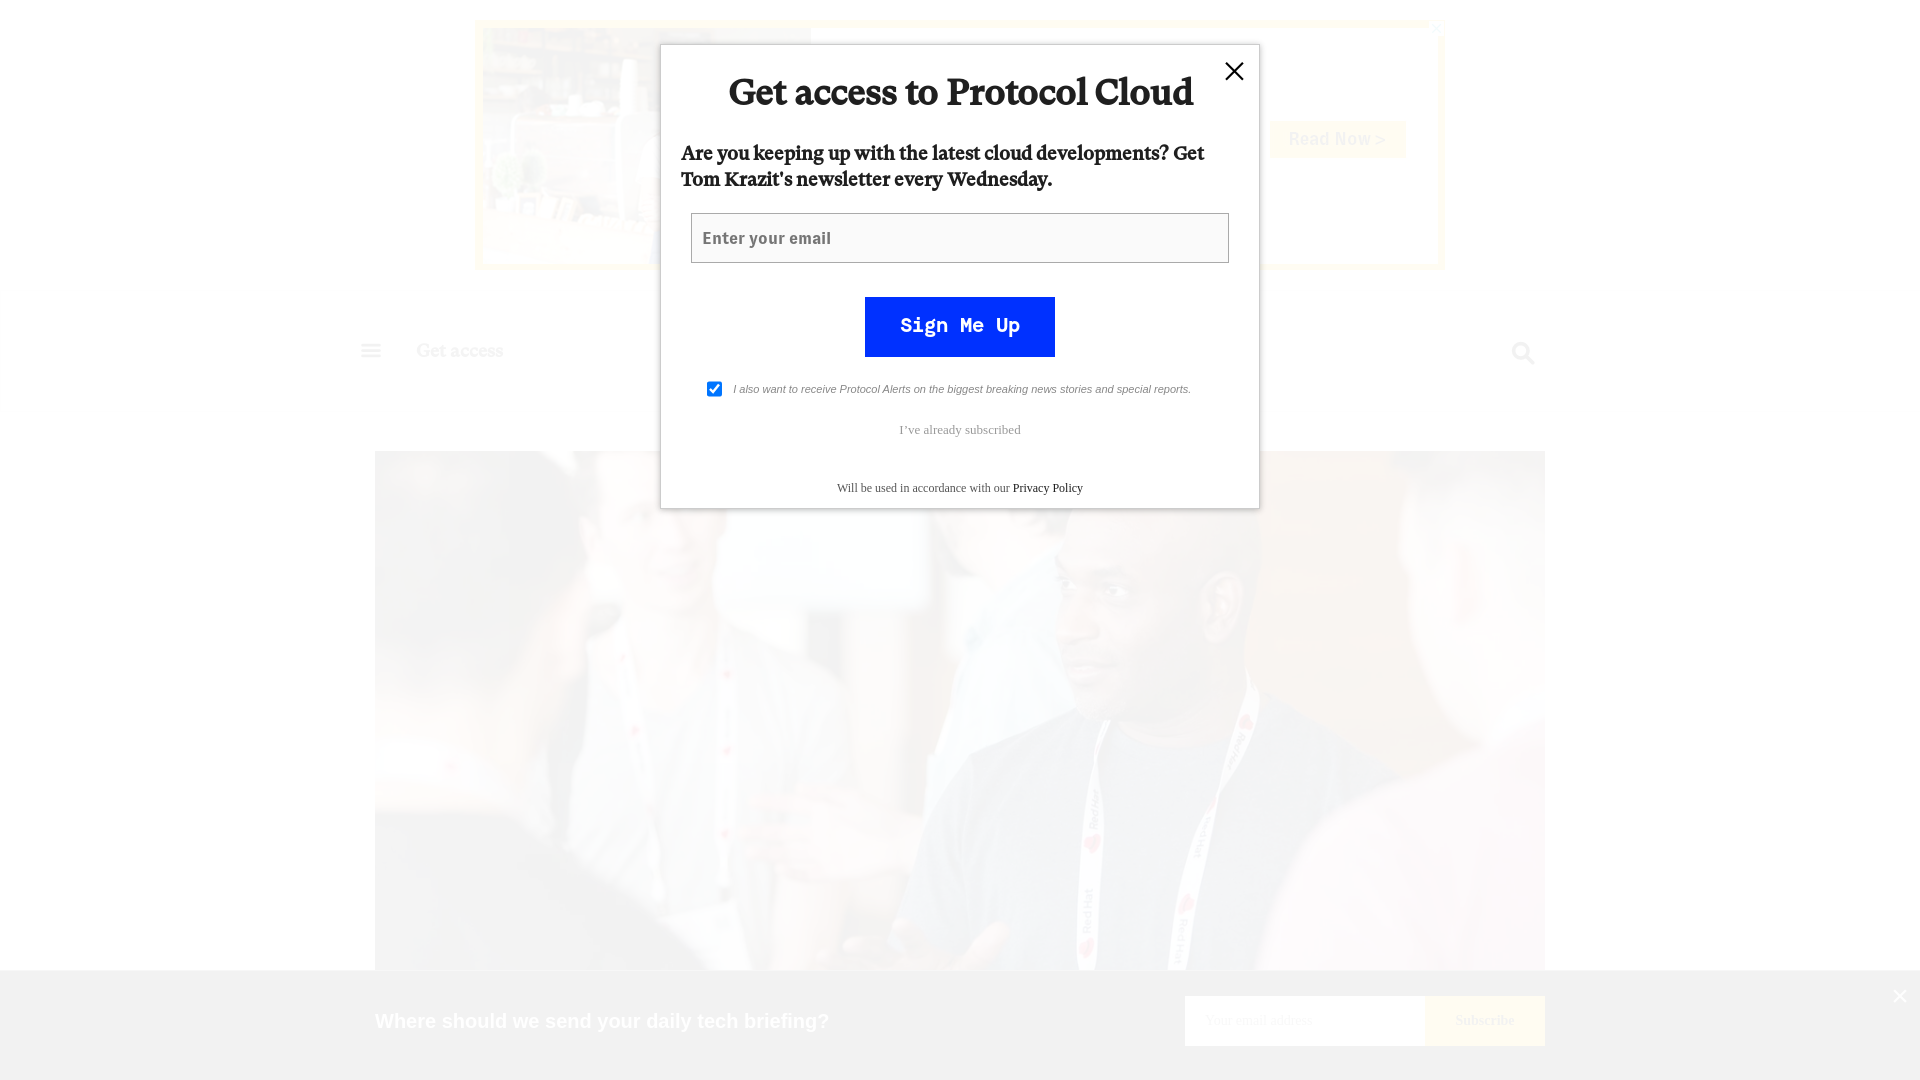 Get access to Protocol Cloud
Are you keeping up with the latest cloud developments? Get
Tom Krazit's newsletter every Wednesday.
Enter your email
Read Now >
Sign Me Up
Get access
I also want to receive Protocol Alerts on the biggest breaking news stories and special reports.
I've already subscribed
Will be used in accordance with our Privacy Policy
Where should we send your daily tech briefing?
Your email address
Subscribe